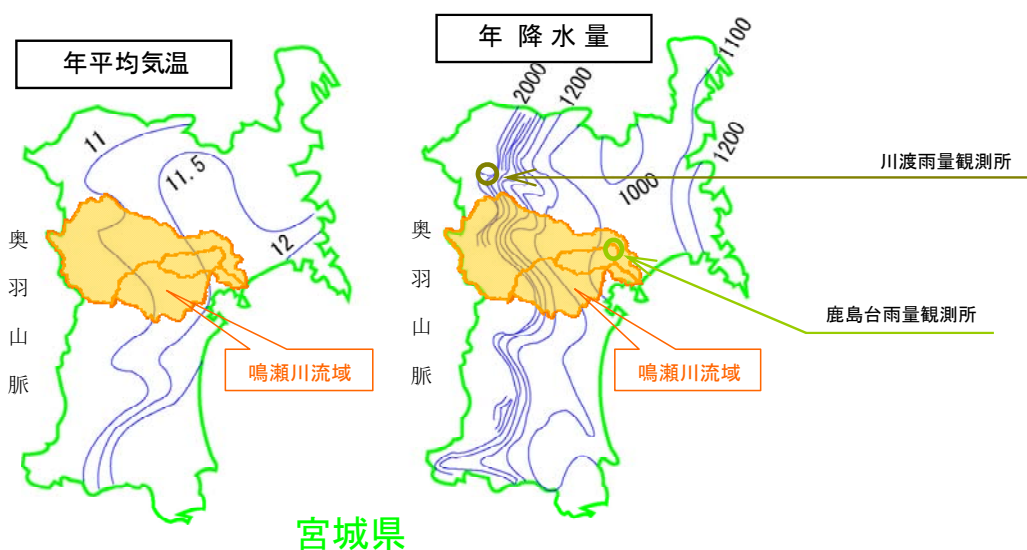 年平均気温
11
11.5
12
奥羽山脈
鳴瀬川流域
年降水量
2000
1200
1100
1200
1000
川渡雨量観測所
鹿島台雨量観測所
奥羽山脈
鳴瀬川流域
宮城県